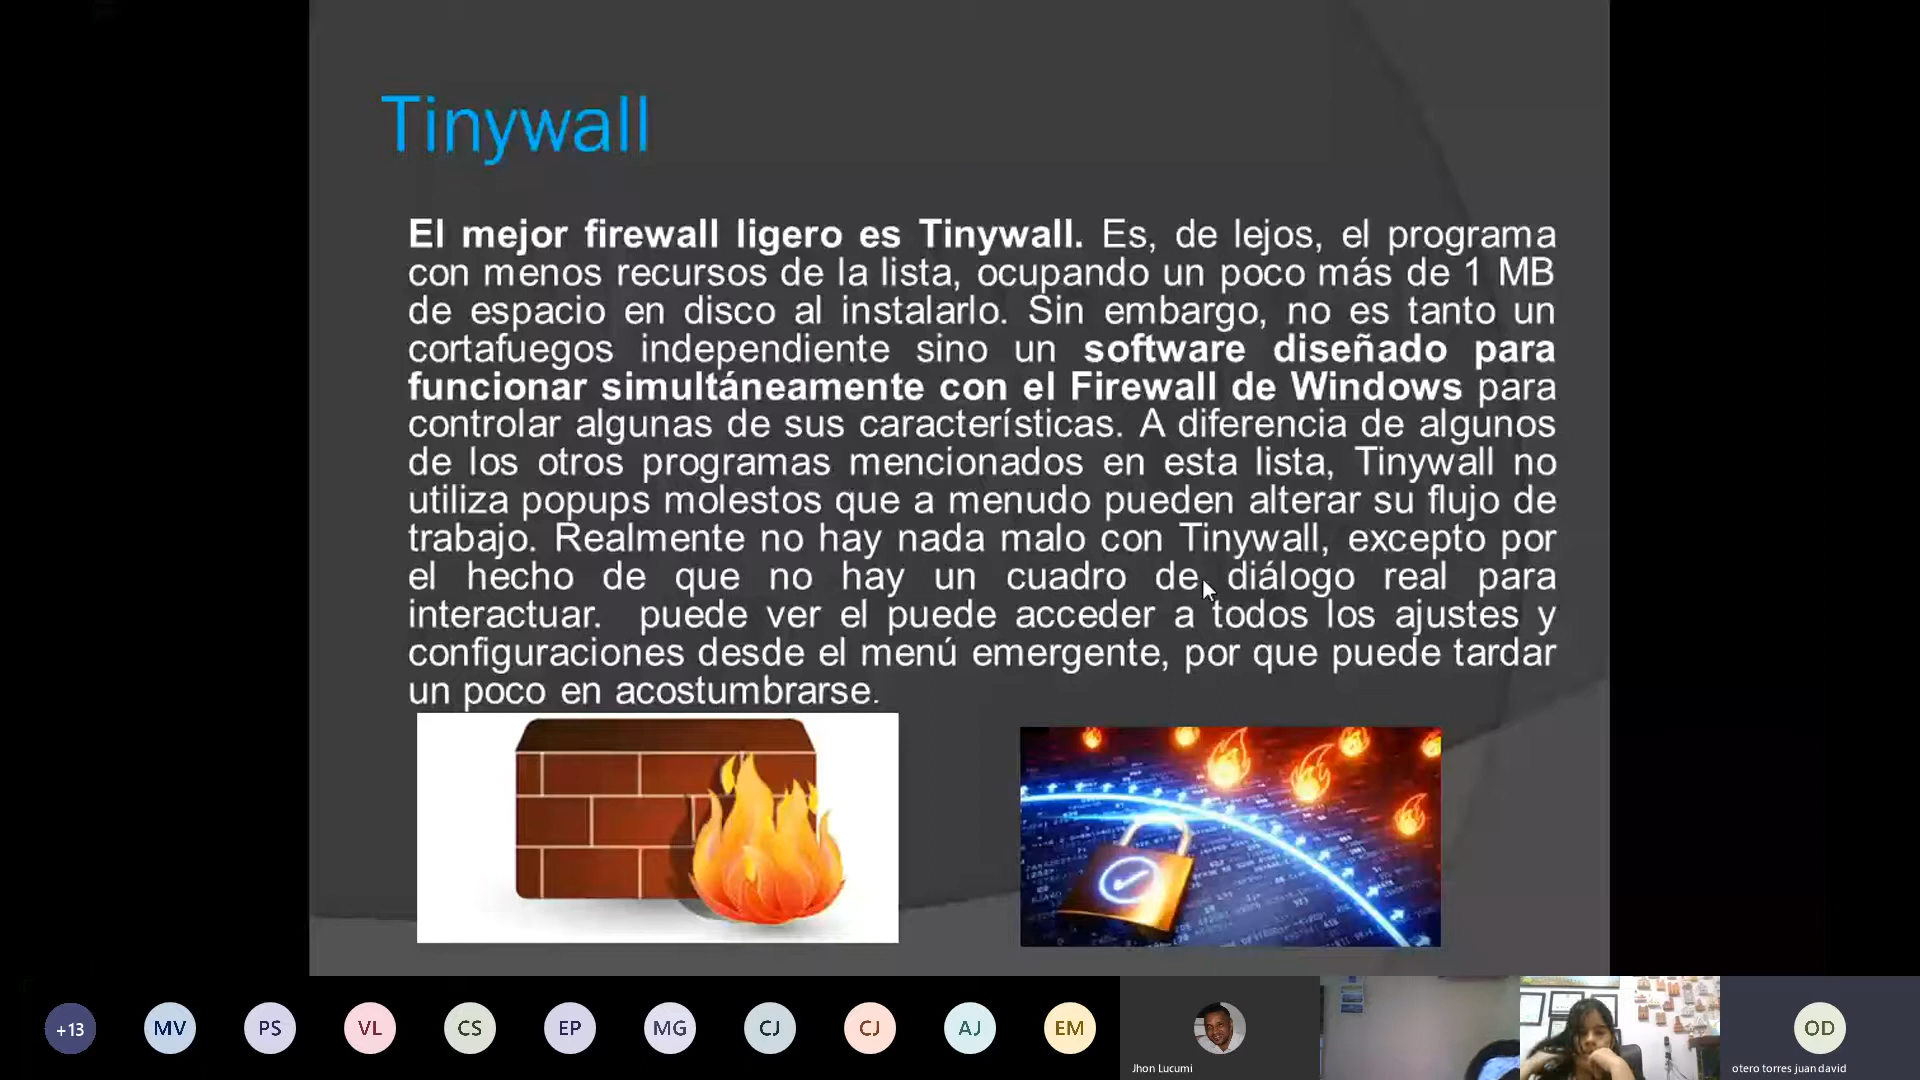 Tinywall
El mejor firewall ligero es Tinywall. Es, de lejos, el programa
con menos recursos de la lista, ocupando un poco más de 1 MB
de espacio en disco al instalarlo. Sin embargo, no es tanto un
cortafuegos independiente sino un software diseñado para
funcionar simultáneamente con el Firewall de Windows para
controlar algunas de sus características. A diferencia de algunos
de los otros programas mencionados en esta lista, Tinywall no
utiliza popups molestos que a menudo pueden alterar su flujo de
trabajo. Realmente no hay nada malo con Tinywall, excepto por
el hecho de que no hay un cuadro de diálogo real para
interactuar. puede ver el puede acceder a todos los ajustes y
configuraciones desde el menú emergente, por que puede tardar
un poco en acostumbrarse.
+13 MV PS VL CS EP MG CJ CJ AJ EM OD
Jhon Lucumi otero torres juan david